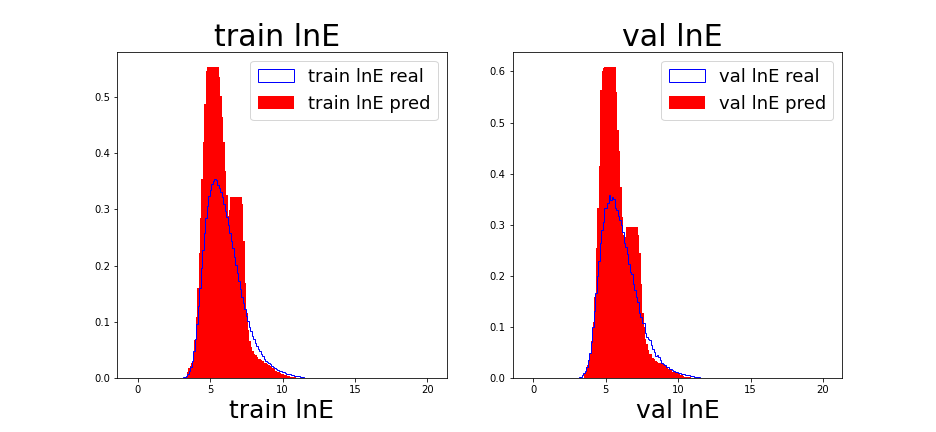 train lnE
train lnE real
train lnE pred
0.5
0.4
0.3
0.2
0.1
0.0
0 5 10 15 20
train lnE
val lnE
val lnE real
val lnE pred
0.6
0.5
0.4
0.3
0.2
0.1
0.0
0 5 10 15 20
val lnE